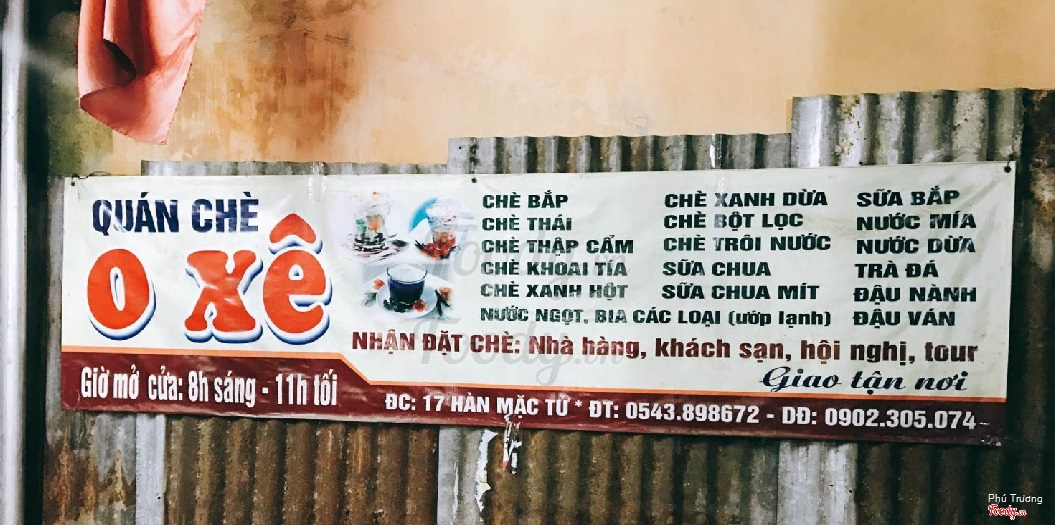 QUÁN CHÈ
O XÊ
CHÈ BẮP
CHÈ THÁI
CHÈ THẬP CẨM
CHÈ KHOAI TÍA
CHÈ XANH HỘT
CHÈ XANH DỪA
CHÈ BỘT LỌC
CHÈ TRÔI NƯỚC
SỮA CHUA
SỮA CHUA MÍT
SỮA BẮP
NƯỚC MÍA
NƯỚC DỪA
TRÀ ĐÁ
ĐẬU NÀNH
ĐẬU VÁN
NƯỚC NGỌT, BIA CÁC LOẠI (ướp lạnh)
NHẬN ĐẶT CHÈ: Nhà hàng, khách sạn, hội nghị, tour
Giao tận nơi
Giờ mở cửa: 8h sáng - 11h tối
ĐC: 17 HÀN MẶC TỬ * ĐT: 0543.898672 - DĐ: 0902.305.074
Foody.vn
Foody.vn
Phú Trương
Foody.vn